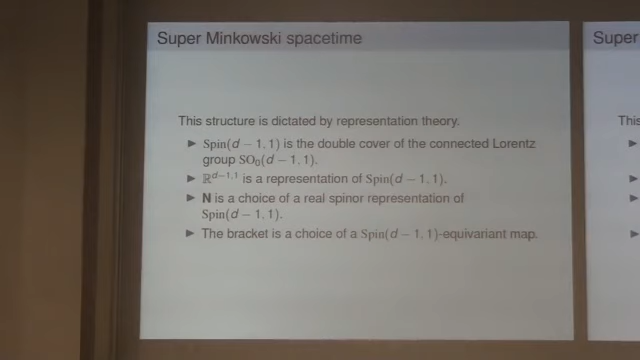 Super Minkowski spacetime
This structure is dictated by representation theory.
▶ Spin(d − 1, 1) is the double cover of the connected Lorentz
group SO₀(d − 1, 1).
▶ ℝᵈ⁻¹,¹ is a representation of Spin(d − 1, 1).
▶ N is a choice of a real spinor representation of
Spin(d − 1, 1).
▶ The bracket is a choice of a Spin(d − 1, 1)-equivariant map.
Super
This